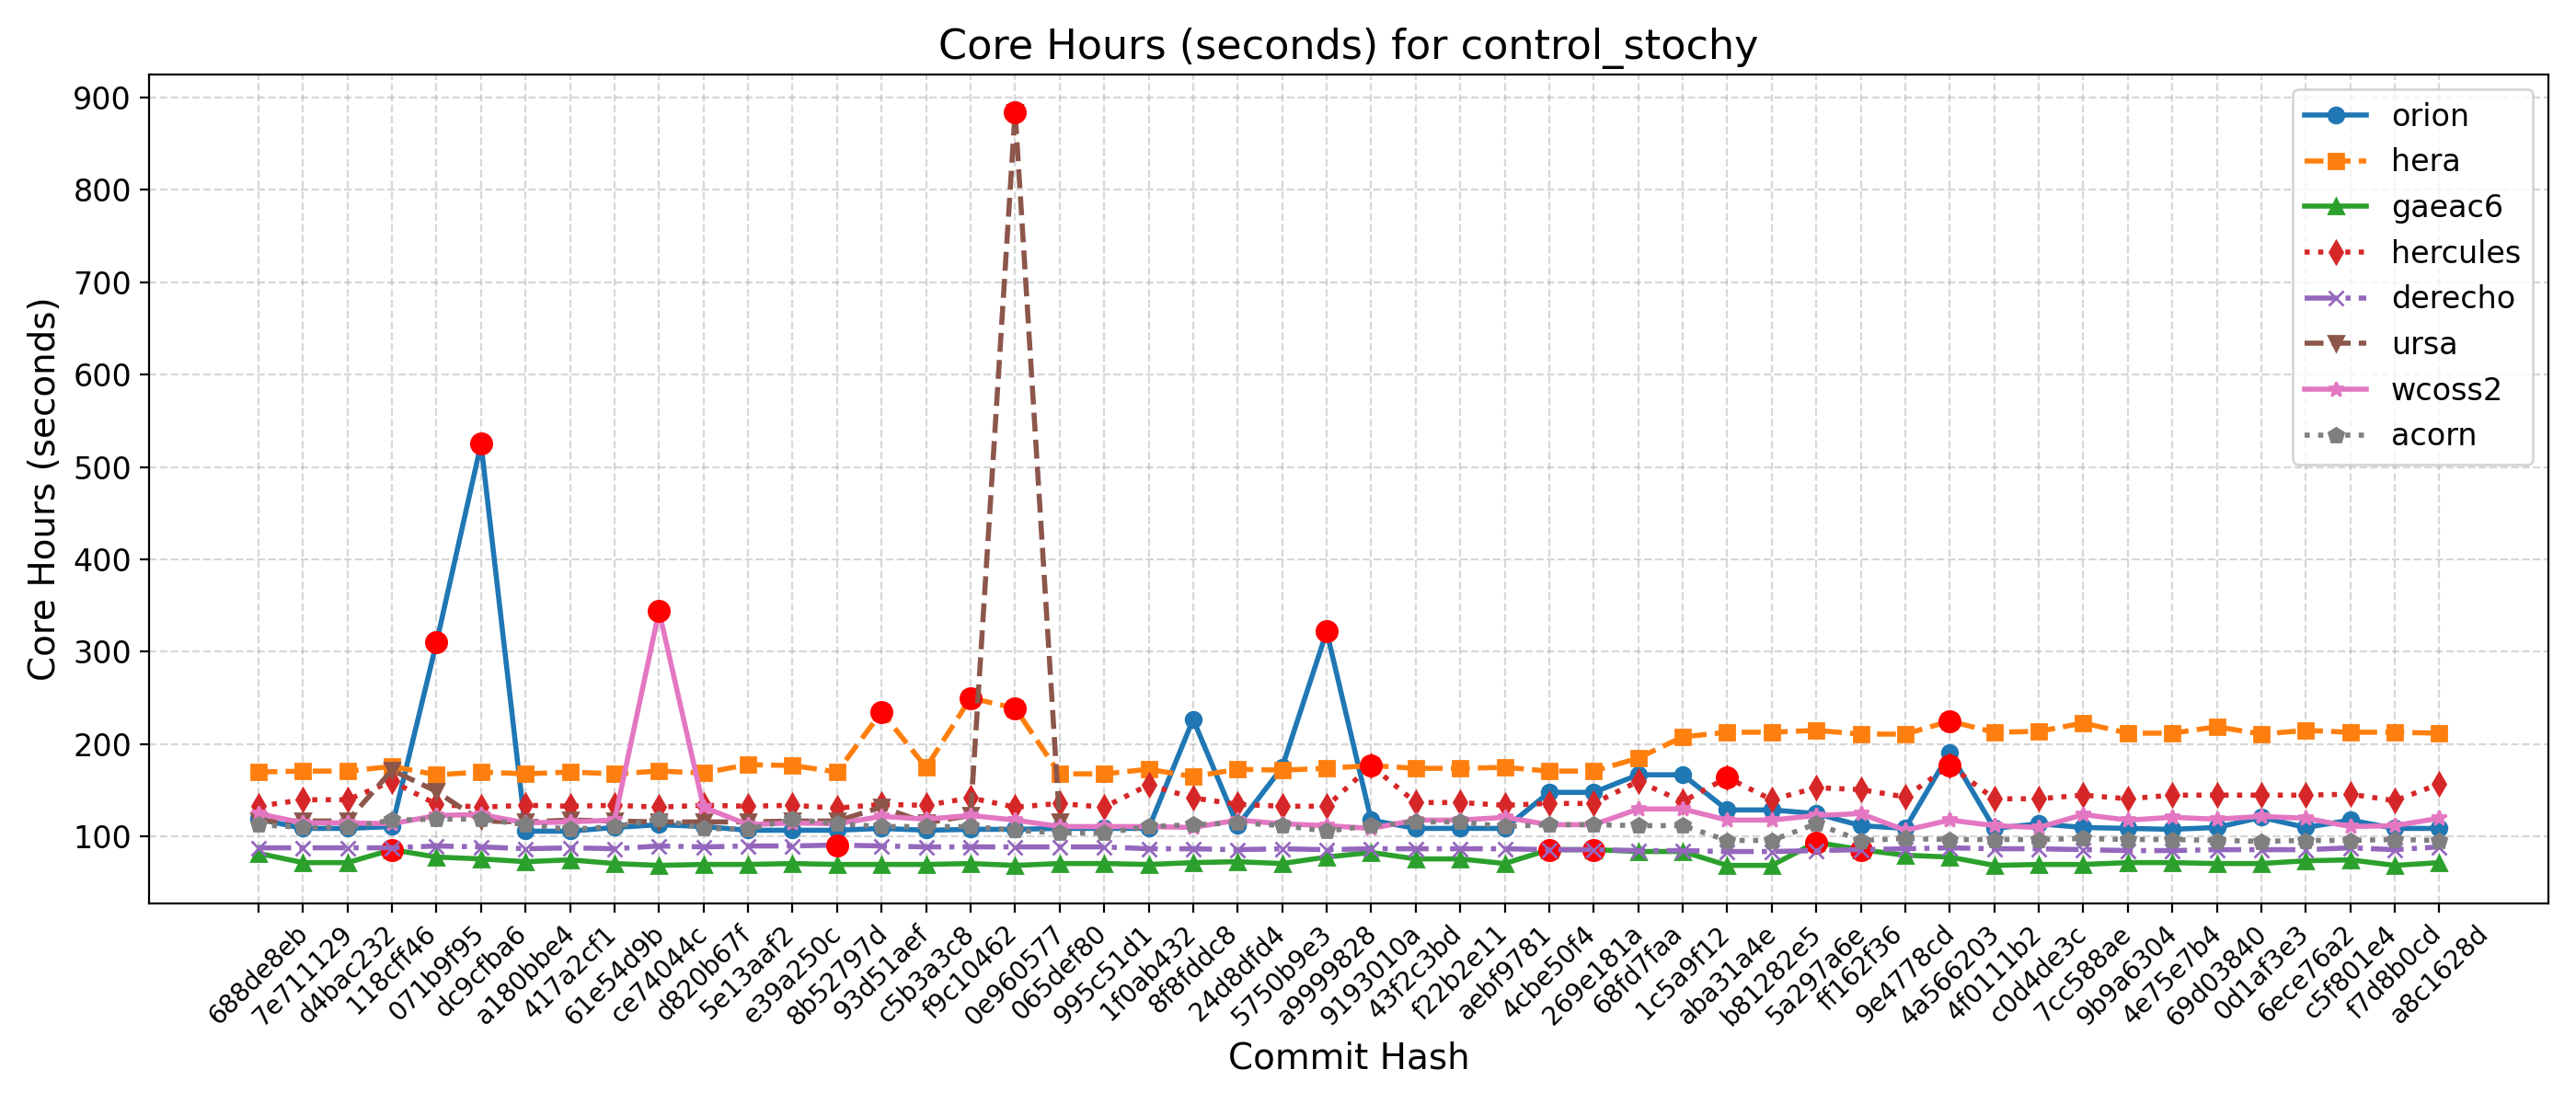 Core Hours (seconds) for control_stochy
Core Hours (seconds)
900
800
700
600
500
400
300
200
100
orion
hera
gaeac6
hercules
derecho
ursa
wcoss2
acorn
688de8eb
7e711129
d4bac232
118cff46
071b9f95
dc9cfba6
a180bbe4
417a2cf1
61e54d9b
ce74044c
d820b67f
5e13aaf2
e39a250c
8b52797d
93d51aef
c5b3a3c8
f9c10462
0e960577
065def80
995c51d1
1f0ab432
8f8fddc8
24d8dfd4
5750b9e3
a9999828
9193010a
43f2c3bd
f22b2e11
aebf9781
4cbe50f4
269e181a
68fd7faa
1c5a9f12
aba31a4e
b81282e5
5a297a6e
ff162f36
9e4778cd
4a566203
4f0111b2
c0d4de3c
7cc588ae
9b9a6304
4e75e7b4
69d03840
0d1af3e3
6ece76a2
c5f801e4
f7d8b0cd
a8c1628d
Commit Hash